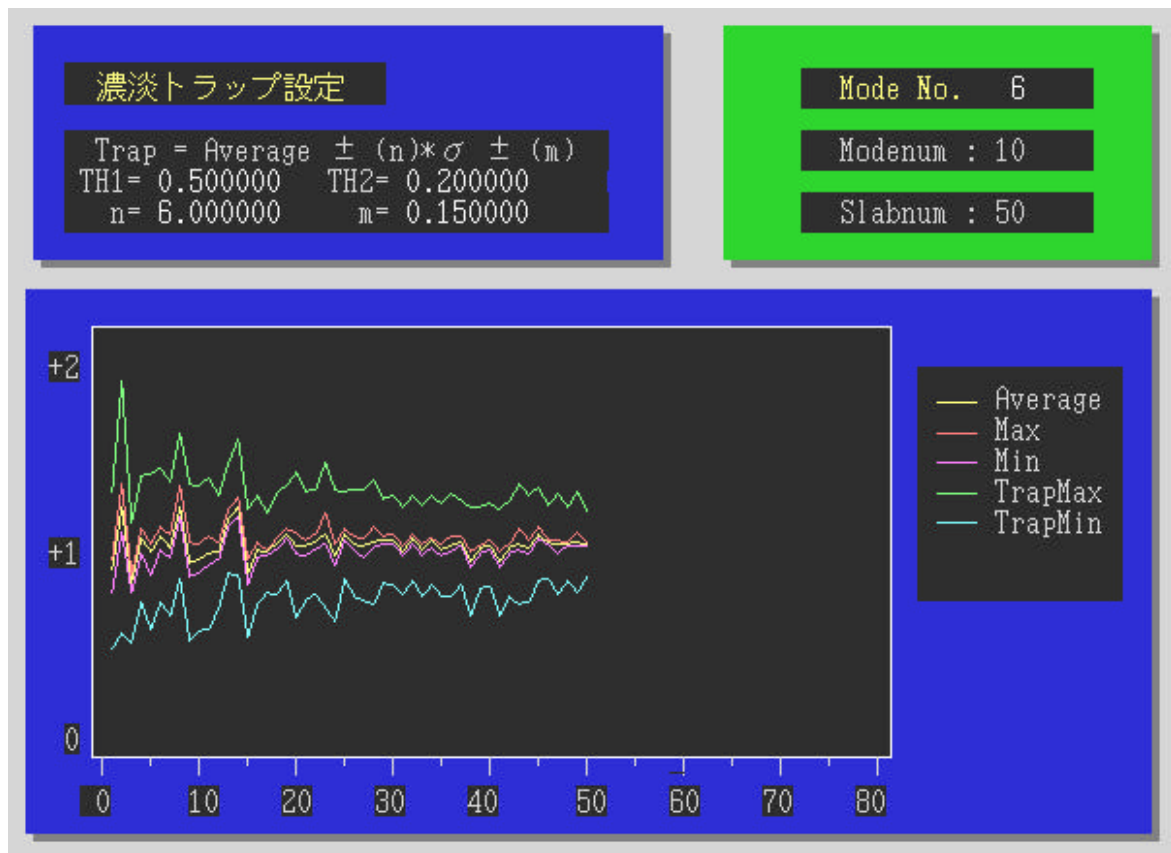 濃淡トラップ設定
Trap = Average ± (n)*σ ± (m)
TH1= 0.500000 TH2= 0.200000
n= 6.000000 m= 0.150000
Mode No. 6
Modenum : 10
Slabnum : 50
+2
+1
0
0 10 20 30 40 50 60 70 80
Average
Max
Min
TrapMax
TrapMin